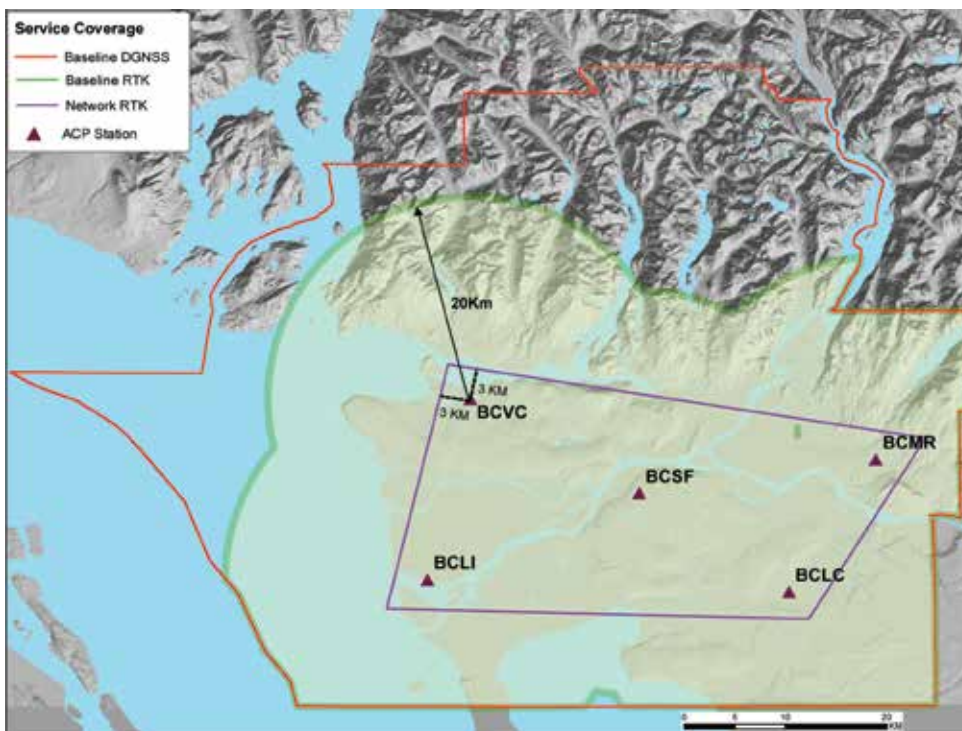 Service Coverage
Baseline DGNSS
Baseline RTK
Network RTK
ACP Station
20Km
3 KM
3 KM
BCVC
BCMR
BCSF
BCLI
BCLC
0 5 10 20
KM